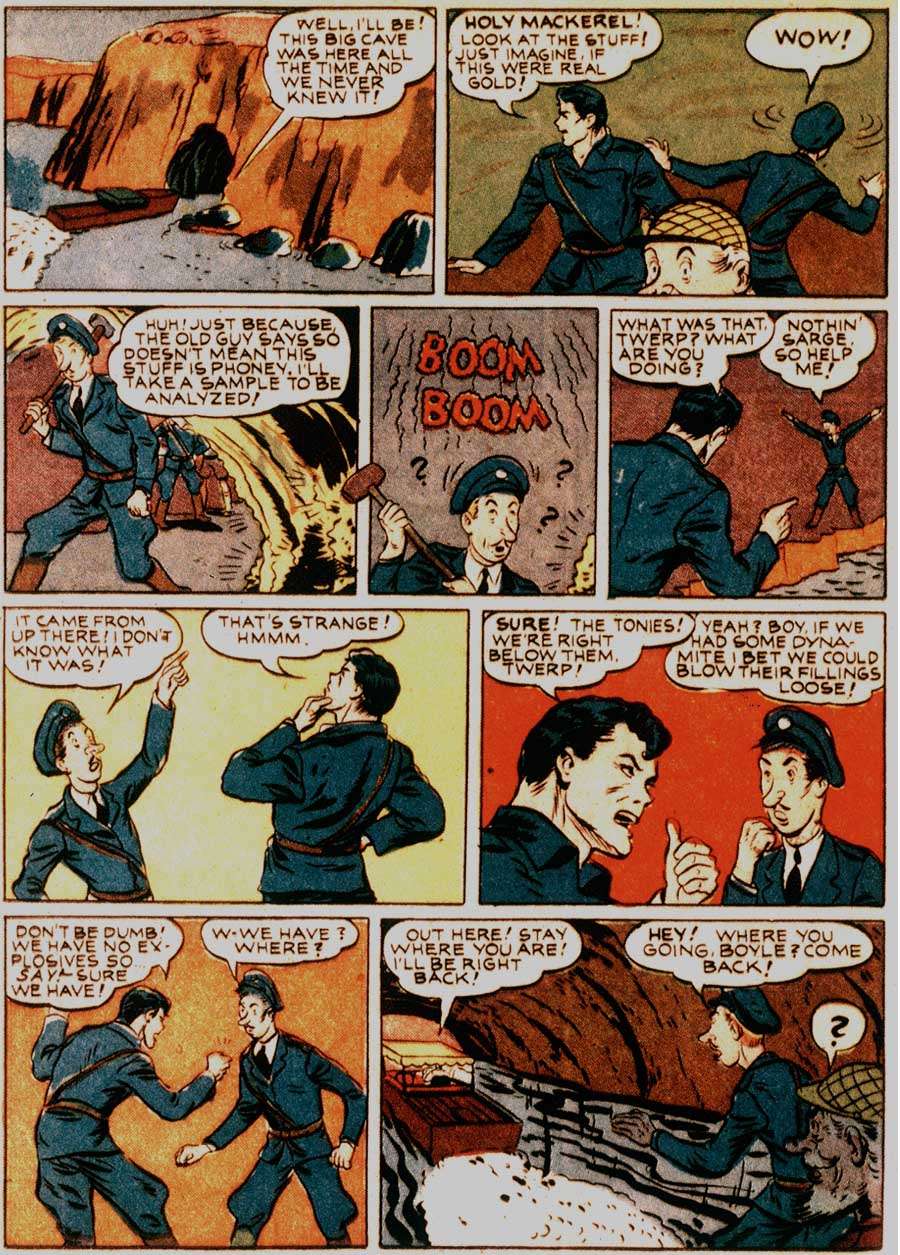 WELL, I'LL BE!
THIS BIG CAVE
WAS HERE ALL
THE TIME AND
WE NEVER
KNEW IT!
HOLY MACKEREL!
LOOK AT THE STUFF!
JUST IMAGINE, IF
THIS WERE REAL
GOLD!
WOW!
HUH! JUST BECAUSE,
THE OLD GUY SAYS SO
DOESN'T MEAN THIS
STUFF IS PHONEY. I'LL
TAKE A SAMPLE TO BE
ANALYZED!
BOOM
BOOM
?
?
?
WHAT WAS THAT,
TWERP? WHAT
ARE YOU
DOING?
NOTHIN'
SARGE,
SO HELP
ME!
IT CAME FROM
UP THERE! I DON'T
KNOW WHAT
IT WAS!
THAT'S STRANGE!
HMMM.
SURE! THE TONIES!
WE'RE RIGHT
BELOW THEM,
TWERP!
YEAH? BOY, IF WE
HAD SOME DYNA-
MITE I BET WE COULD
BLOW THEIR FILLINGS
LOOSE!
DON'T BE DUMB!
WE HAVE NO EX-
PLOSIVES SO...
SAY!- SURE
WE HAVE!
W-WE HAVE?
WHERE?
OUT HERE! STAY
WHERE YOU ARE!
I'LL BE RIGHT
BACK!
HEY! WHERE YOU
GOING, BOYLE? COME
BACK!
?